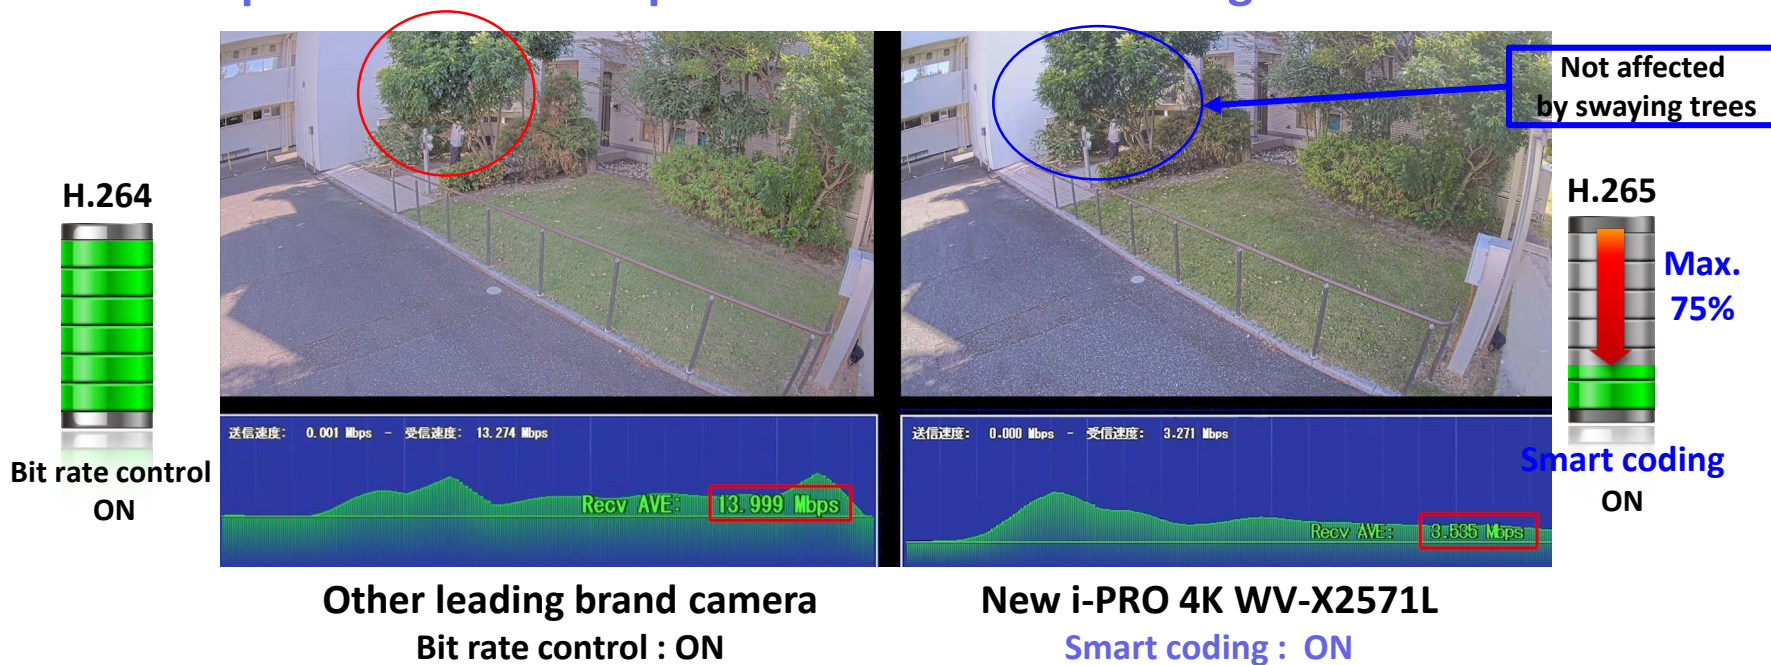 Not affected
by swaying trees
H.264
H.265
Max.
75%
送信速度: 0.001 Mbps - 受信速度: 13.274 Mbps
Recv AVE: 13.999 Mbps
送信速度: 0.000 Mbps - 受信速度: 3.271 Mbps
Recv AVE: 3.535 Mbps
Bit rate control
ON
Smart coding
ON
Other leading brand camera
Bit rate control : ON
New i-PRO 4K WV-X2571L
Smart coding : ON